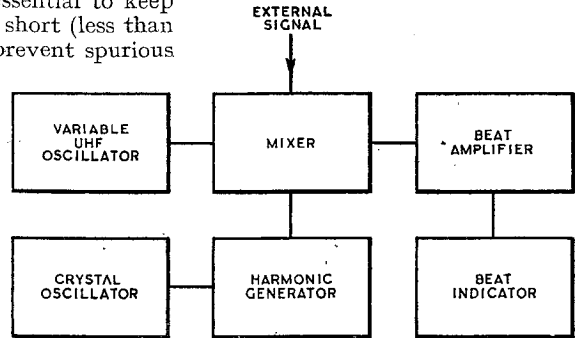 essential to keep
short (less than
prevent spurious
EXTERNAL
SIGNAL
VARIABLE
UHF
OSCILLATOR
MIXER
BEAT
AMPLIFIER
CRYSTAL
OSCILLATOR
HARMONIC
GENERATOR
BEAT
INDICATOR